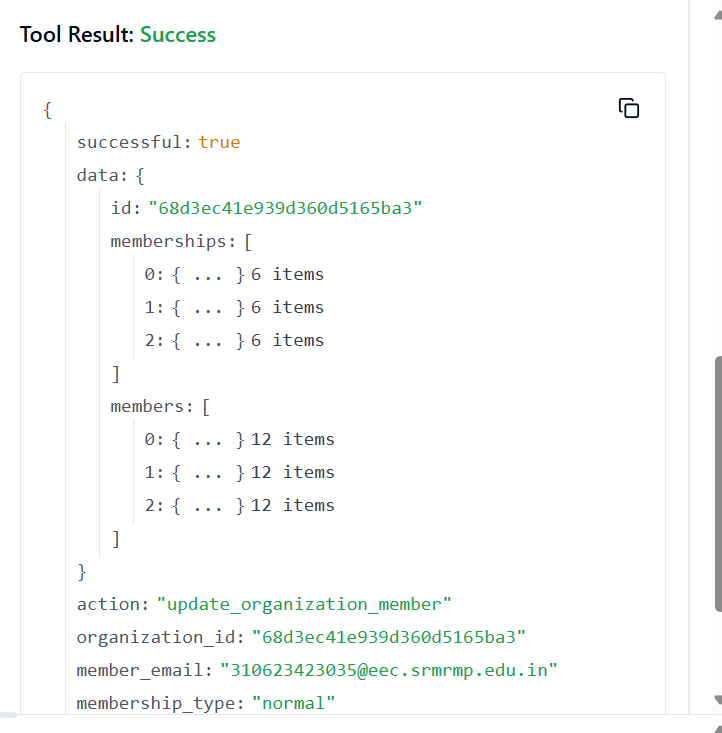 Tool Result: Success
{
successful: true
data: {
id: "68d3ec41e939d360d5165ba3"
memberships: [
0: { ... } 6 items
1: { ... } 6 items
2: { ... } 6 items
]
members: [
0: { ... } 12 items
1: { ... } 12 items
2: { ... } 12 items
]
}
action: "update_organization_member"
organization_id: "68d3ec41e939d360d5165ba3"
member_email: "310623423035@eec.srmrmp.edu.in"
membership_type: "normal"